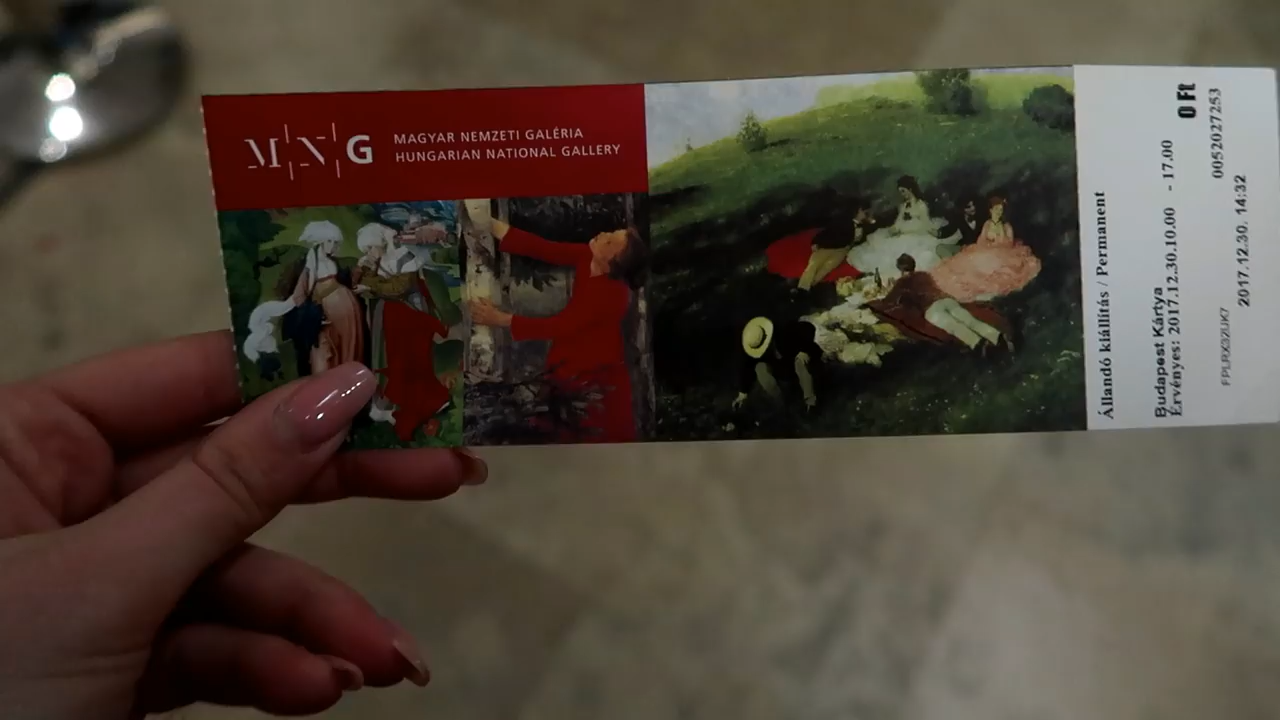 MNG
MAGYAR NEMZETI GALÉRIA
HUNGARIAN NATIONAL GALLERY
Állandó kiállítás / Permanent
Budapest Kártya
Érvényes: 2017.12.30.10.00 - 17.00
0 Ft
0052027253
2017.12.30. 14:32